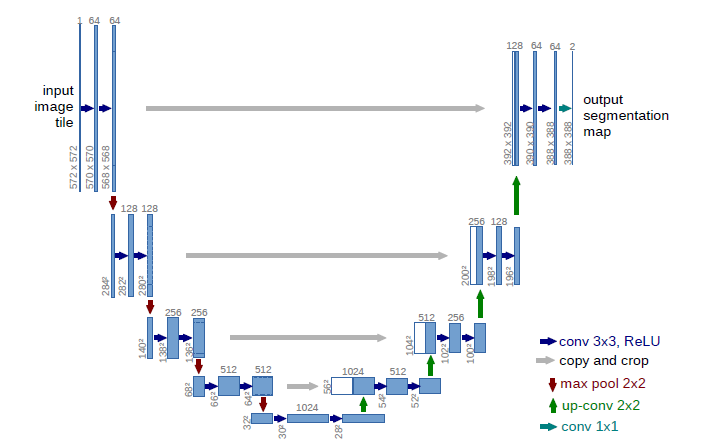 1 64 64
input
image
tile
572 x 572
570 x 570
568 x 568
128 64 64 2
output
segmentation
map
392 x 392
390 x 390
388 x 388
388 x 388
128 128
284²
282²
280²
256 128
200²
198²
196²
256 256
140²
138²
136²
512 256
104²
102²
100²
512 512
68²
66²
64²
1024 512
56²
54²
52²
1024
32²
30²
28²
conv 3x3, ReLU
copy and crop
max pool 2x2
up-conv 2x2
conv 1x1